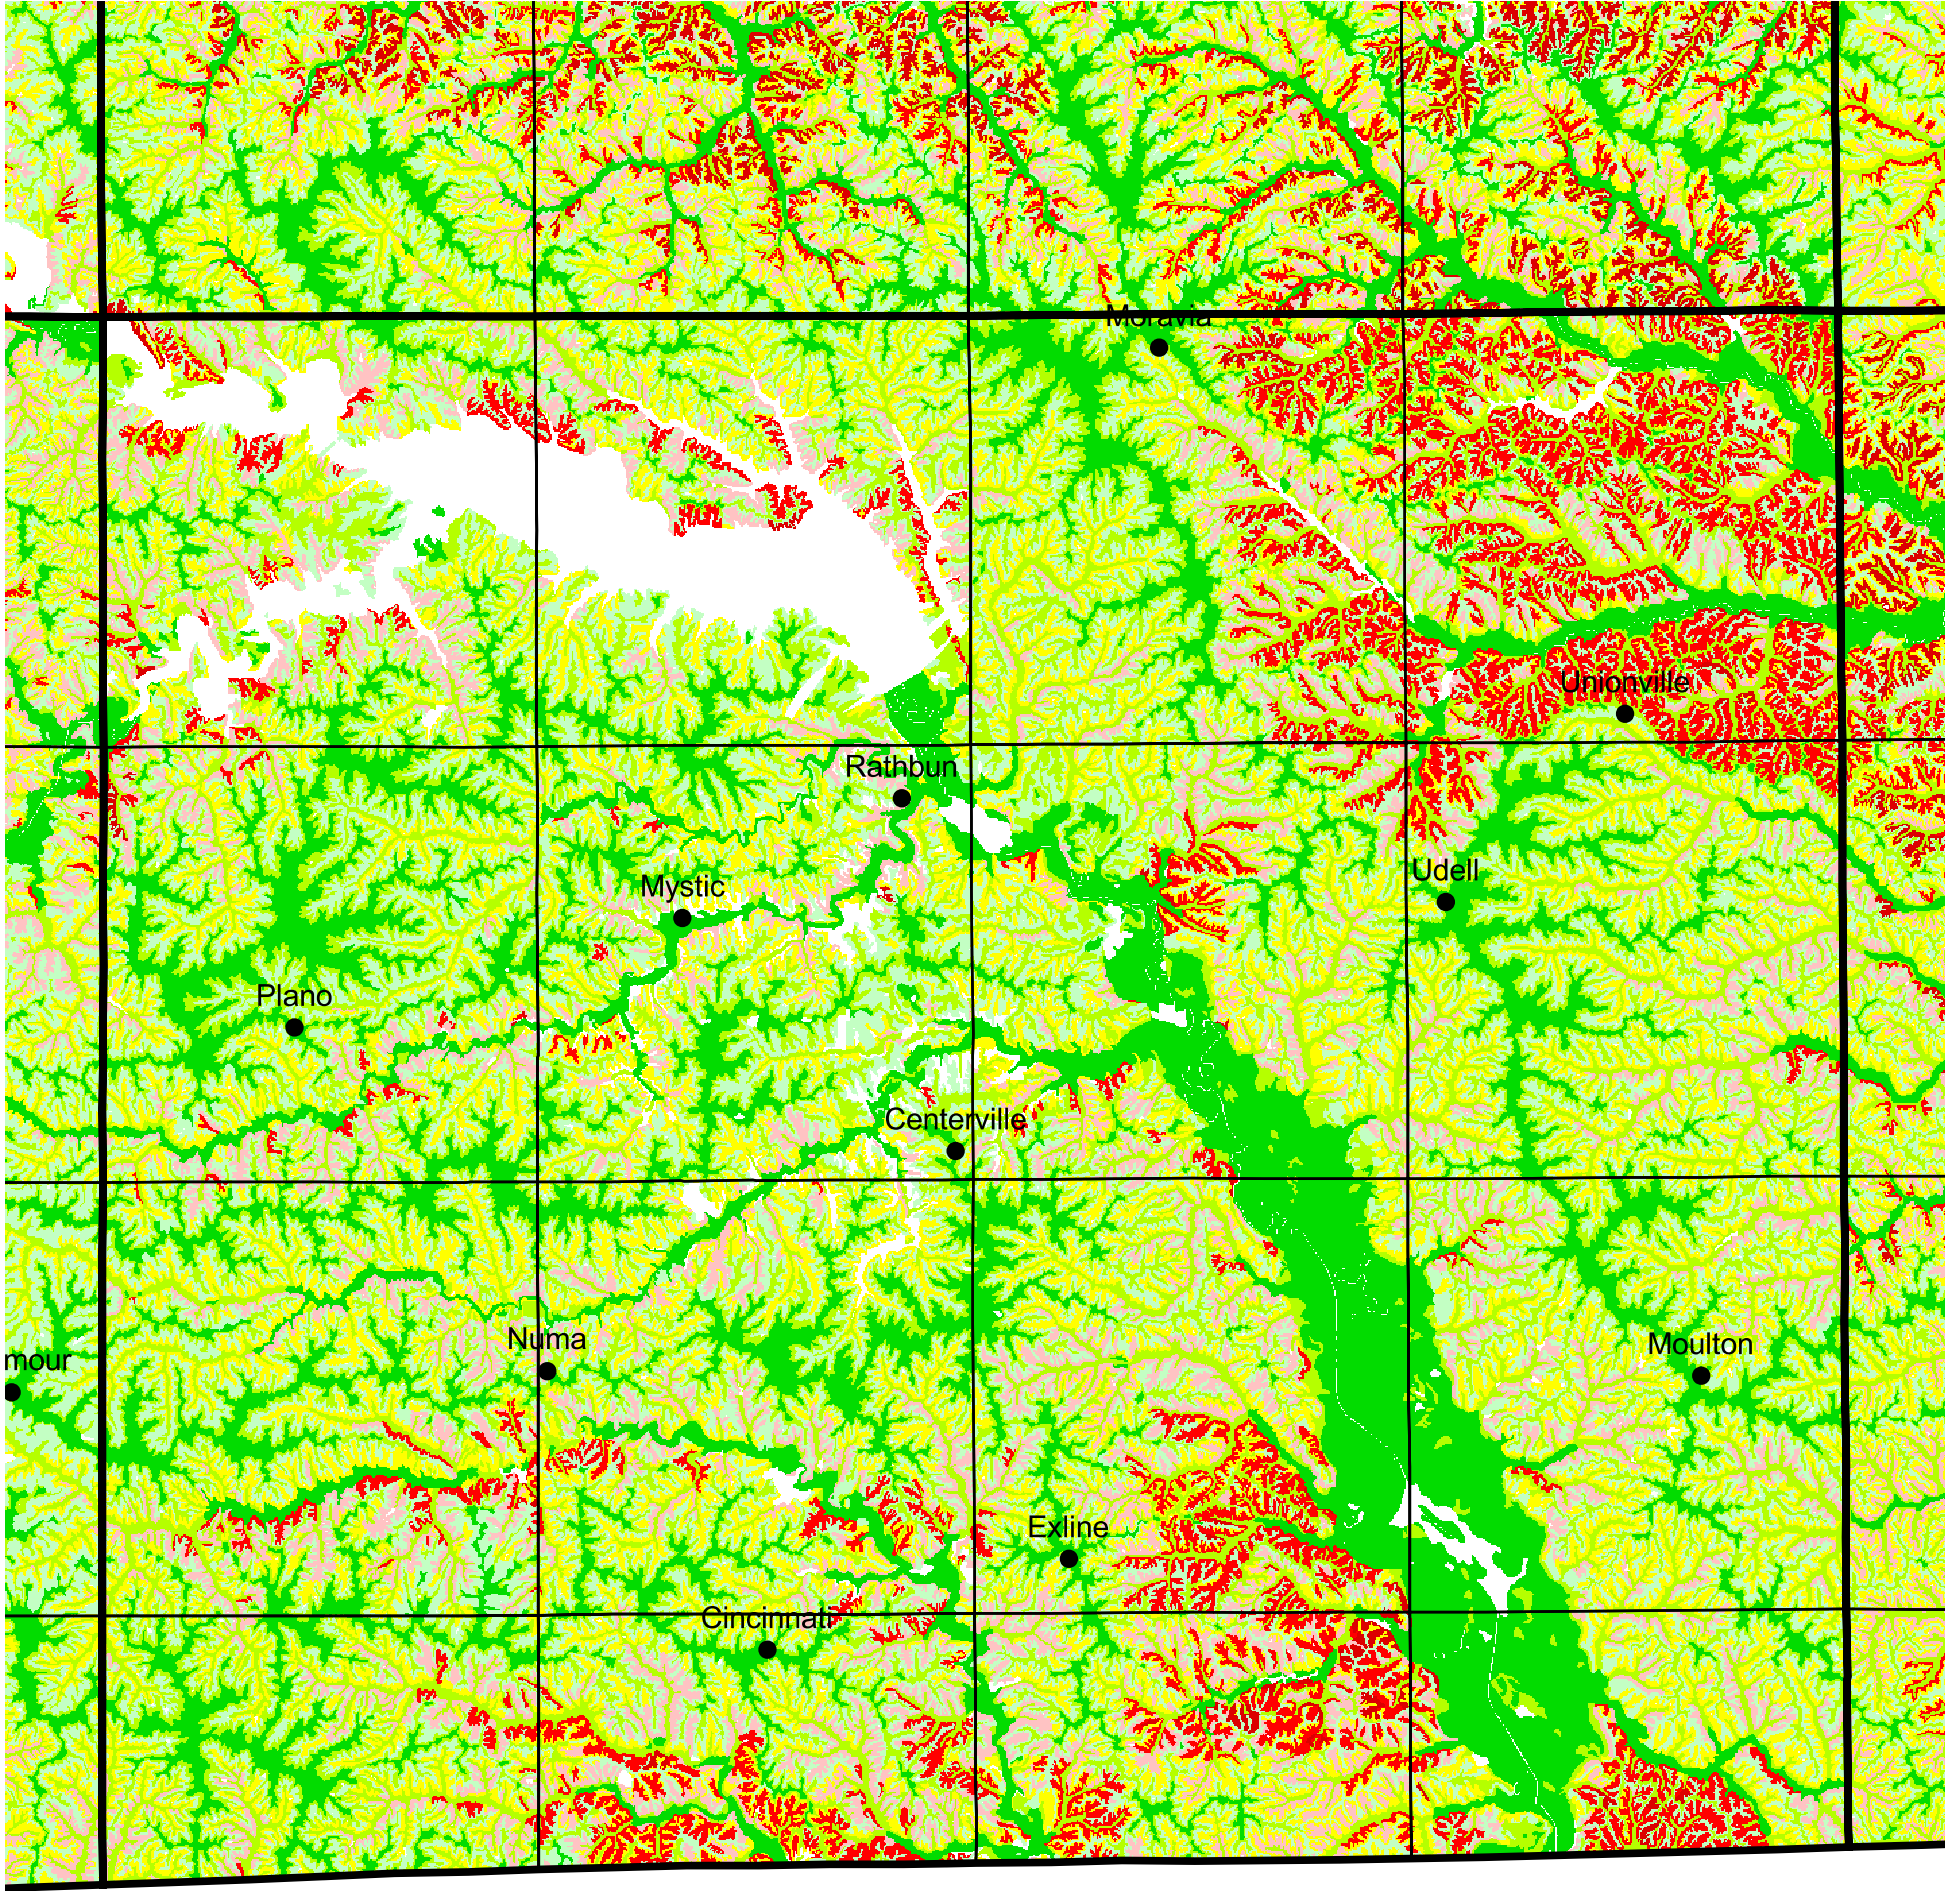 Moravia
Unionville
Rathbun
Udell
Mystic
Plano
Centerville
Numa
Moulton
mour
Exline
Cincinnati